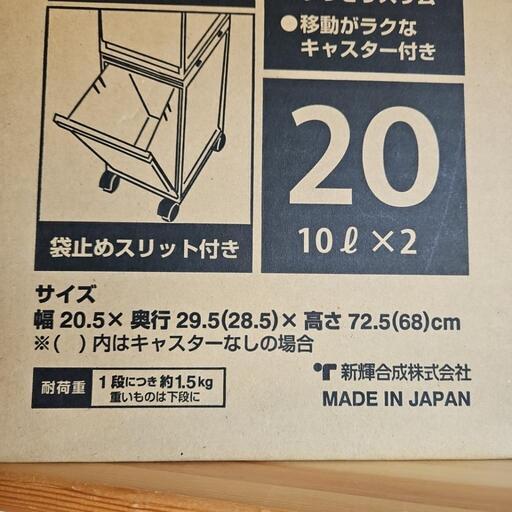 ●移動がラクな
キャスター付き
20
10ℓ×2
袋止めスリット付き
サイズ
幅 20.5× 奥行 29.5(28.5)× 高さ 72.5(68)cm
※( )内はキャスターなしの場合
耐荷重
1段につき約1.5kg
重いものは下段に
新輝合成株式会社
MADE IN JAPAN